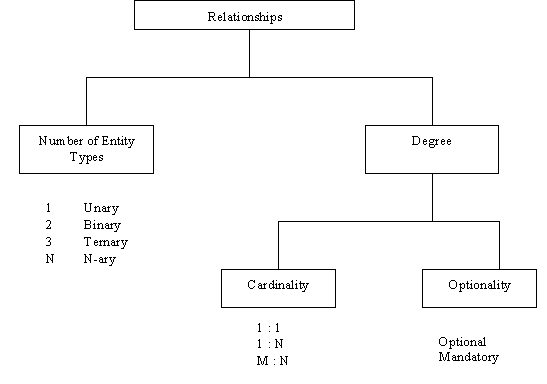 Relationships
Number of Entity
Types
Degree
1 Unary
2 Binary
3 Ternary
N N-ary
Cardinality
Optionality
1 : 1
1 : N
M : N
Optional
Mandatory